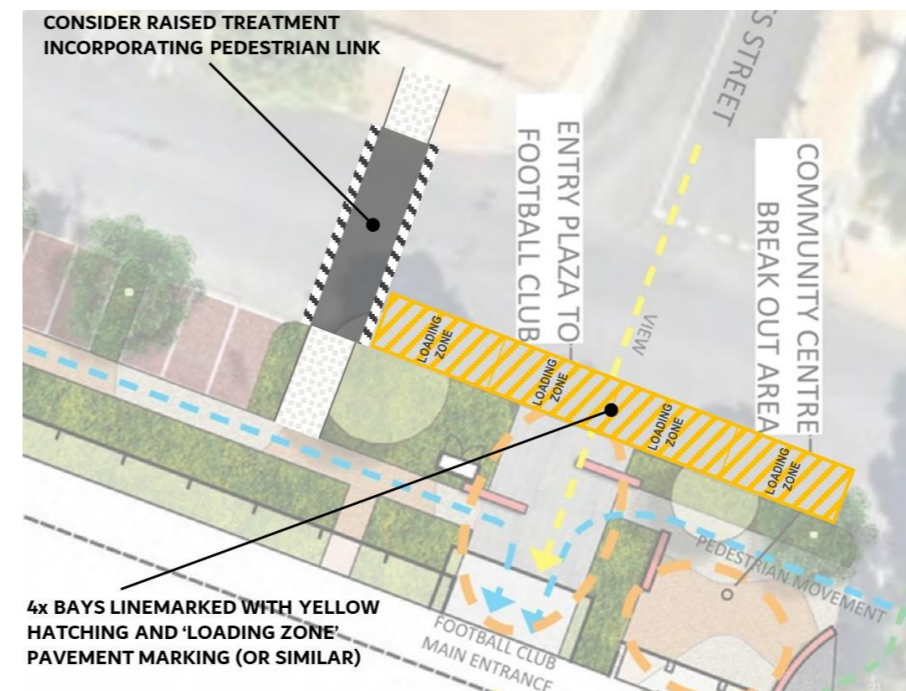 CONSIDER RAISED TREATMENT
INCORPORATING PEDESTRIAN LINK
SS STREET
ENTRY PLAZA TO
FOOTBALL CLUB
COMMUNITY CENTRE
BREAK OUT AREA
VIEW
LOADING
ZONE
LOADING
ZONE
LOADING
ZONE
LOADING
ZONE
PEDESTRIAN MOVEMENT
4x BAYS LINEMARKED WITH YELLOW
HATCHING AND ‘LOADING ZONE’
PAVEMENT MARKING (OR SIMILAR)
FOOTBALL CLUB
MAIN ENTRANCE